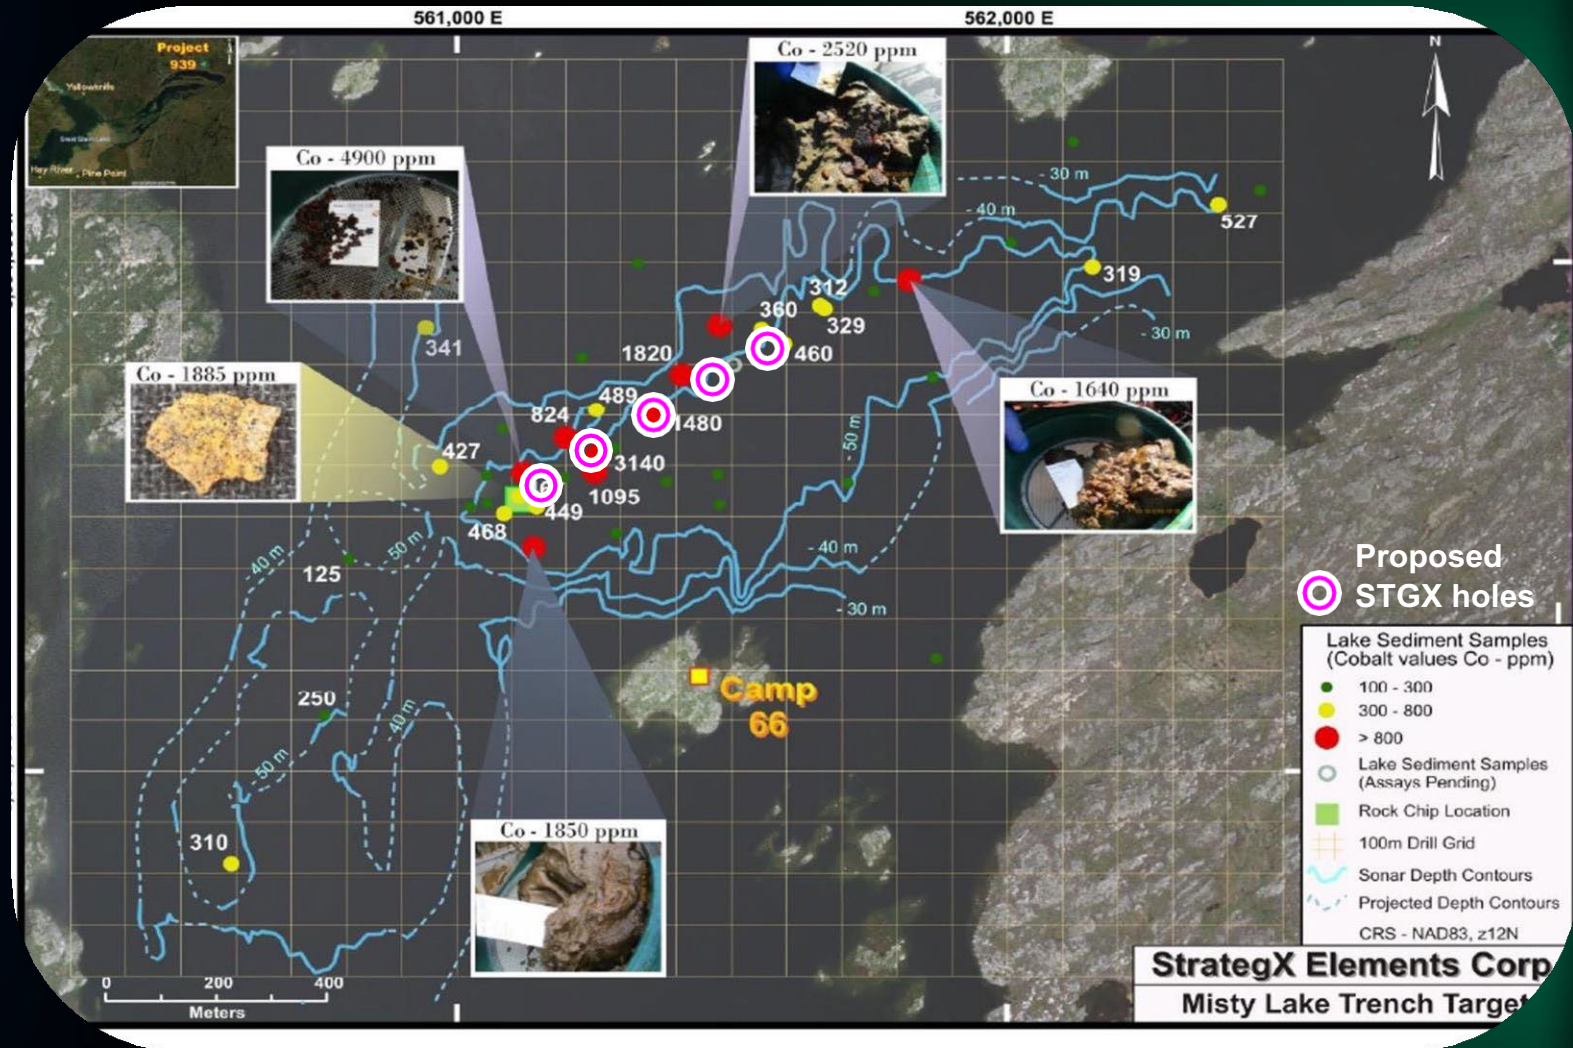 561,000 E
562,000 E
Project
939
Yellowknife
Great Slave Lake
Hay River
Pine Point
N
Co - 2520 ppm
Co - 4900 ppm
Co - 1885 ppm
Co - 1640 ppm
Co - 1850 ppm
- 30 m
- 40 m
527
319
- 30 m
312
329
360
460
341
1820
489
824
1480
427
3140
1095
449
468
- 50 m
- 40 m
- 30 m
- 40 m
- 50 m
125
250
- 40 m
- 50 m
310
Camp
66
Proposed
STGX holes
Lake Sediment Samples
(Cobalt values Co - ppm)
100 - 300
300 - 800
> 800
Lake Sediment Samples
(Assays Pending)
Rock Chip Location
100m Drill Grid
Sonar Depth Contours
Projected Depth Contours
CRS - NAD83, z12N
StrategX Elements Corp
Misty Lake Trench Target
0 200 400
Meters